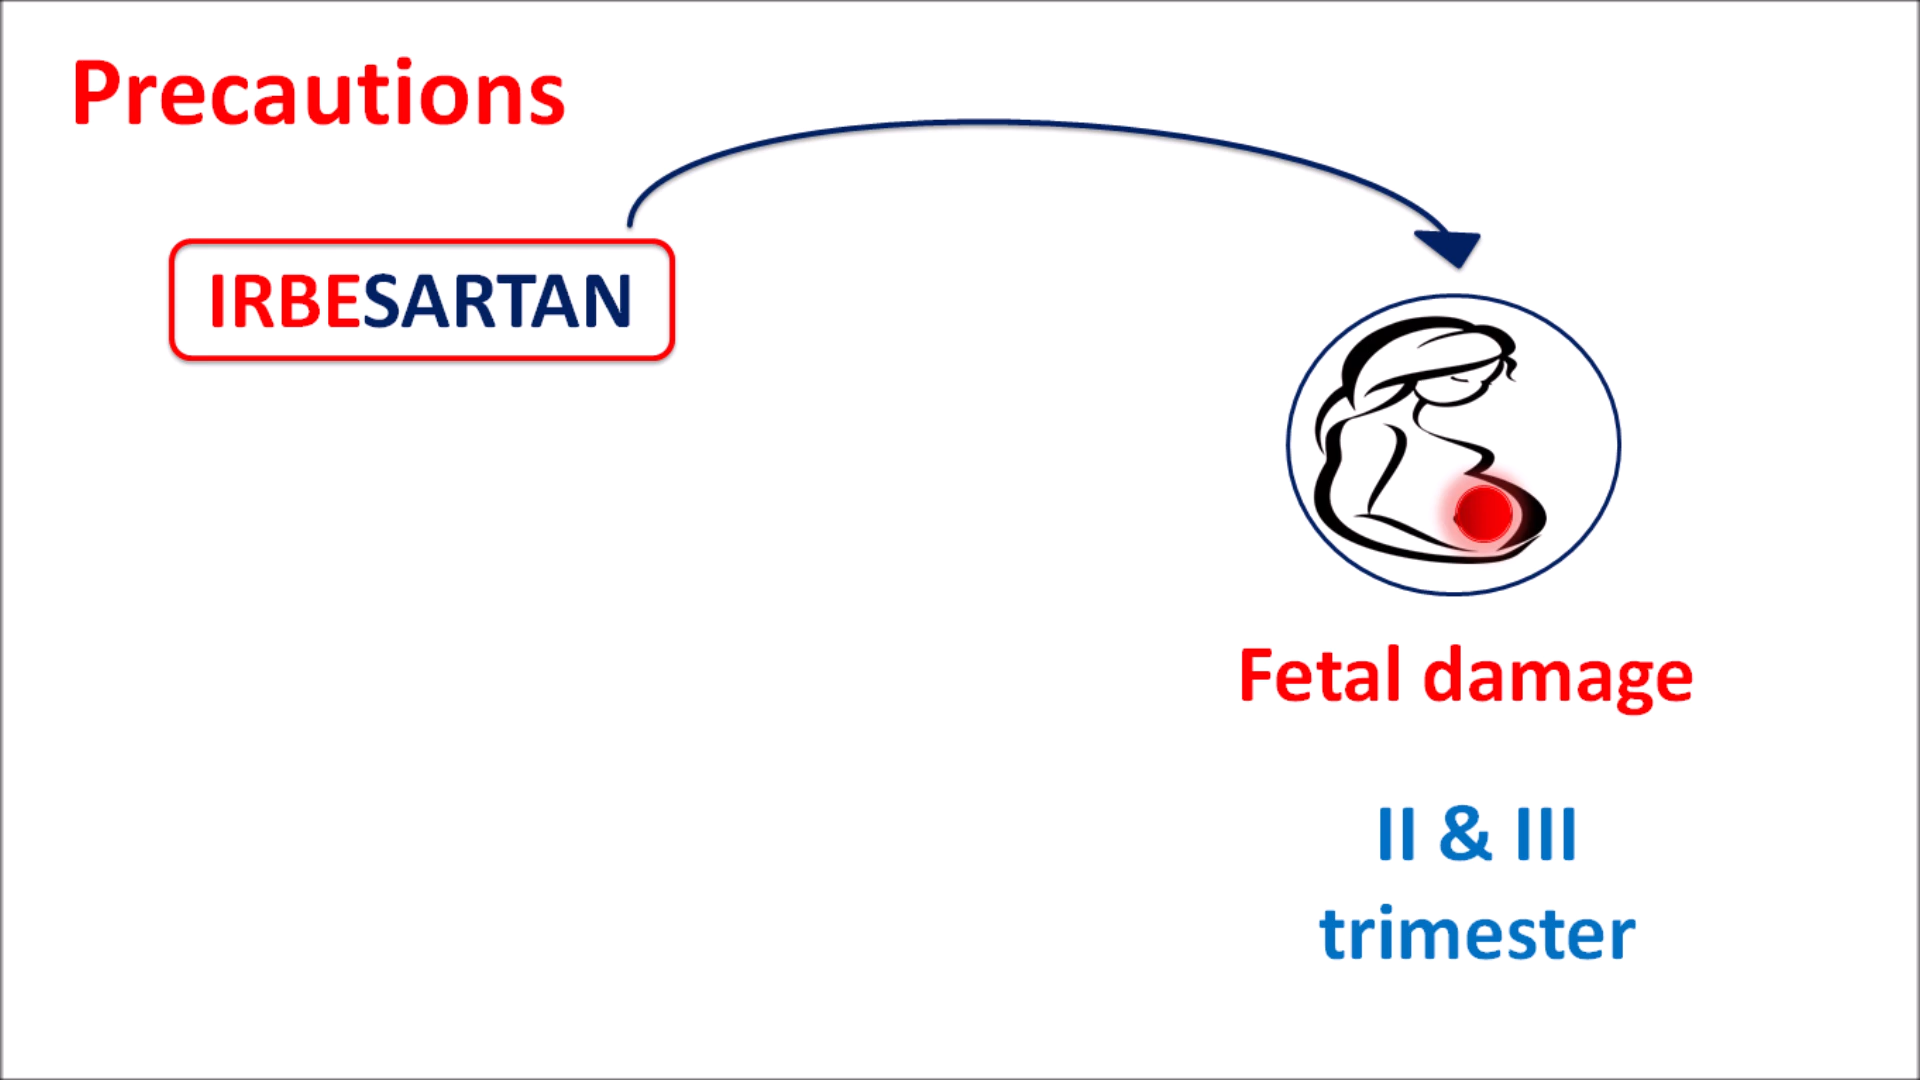 Precautions
IRBESARTAN
Fetal damage
II & III
trimester